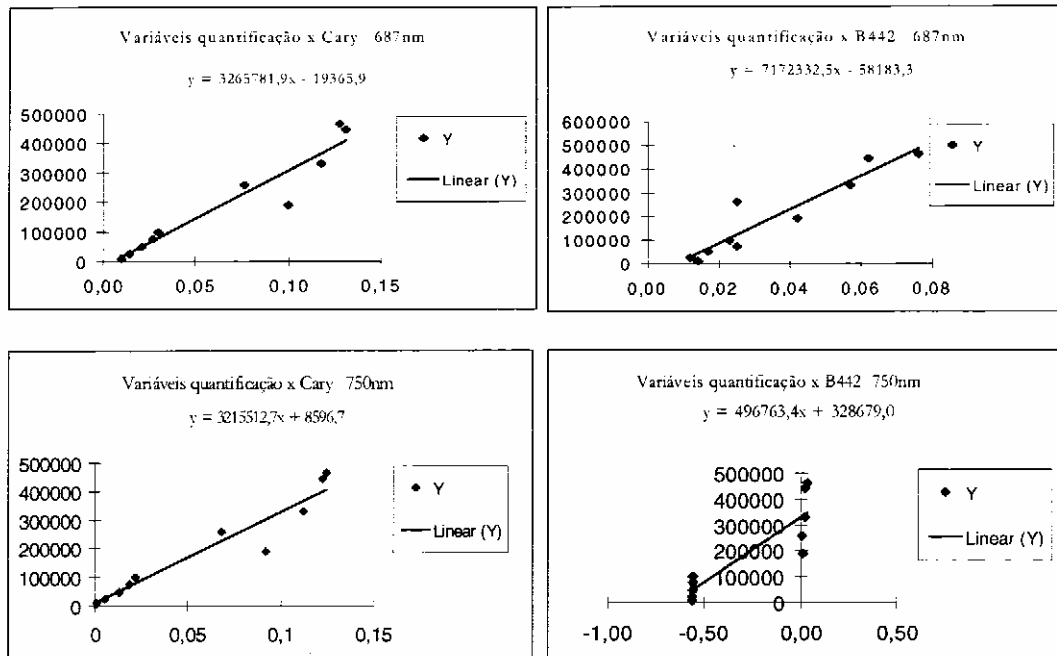 Variáveis quantificação x Cary 687nm
y = 3265781,9x - 19365,9
500000
400000
300000
200000
100000
0
0,00 0,05 0,10 0,15
Y
Linear (Y)
Variáveis quantificação x B442 687nm
y = 7172332,5x - 58183,3
600000
500000
400000
300000
200000
100000
0
0,00 0,02 0,04 0,06 0,08
Y
Linear (Y)
Variáveis quantificação x Cary 750nm
y = 3215512,7x + 8596,7
500000
400000
300000
200000
100000
0
0 0,05 0,1 0,15
Y
Linear (Y)
Variáveis quantificação x B442 750nm
y = 496763,4x + 328679,0
500000
400000
300000
200000
100000
0
-1,00 -0,50 0,00 0,50
Y
Linear (Y)